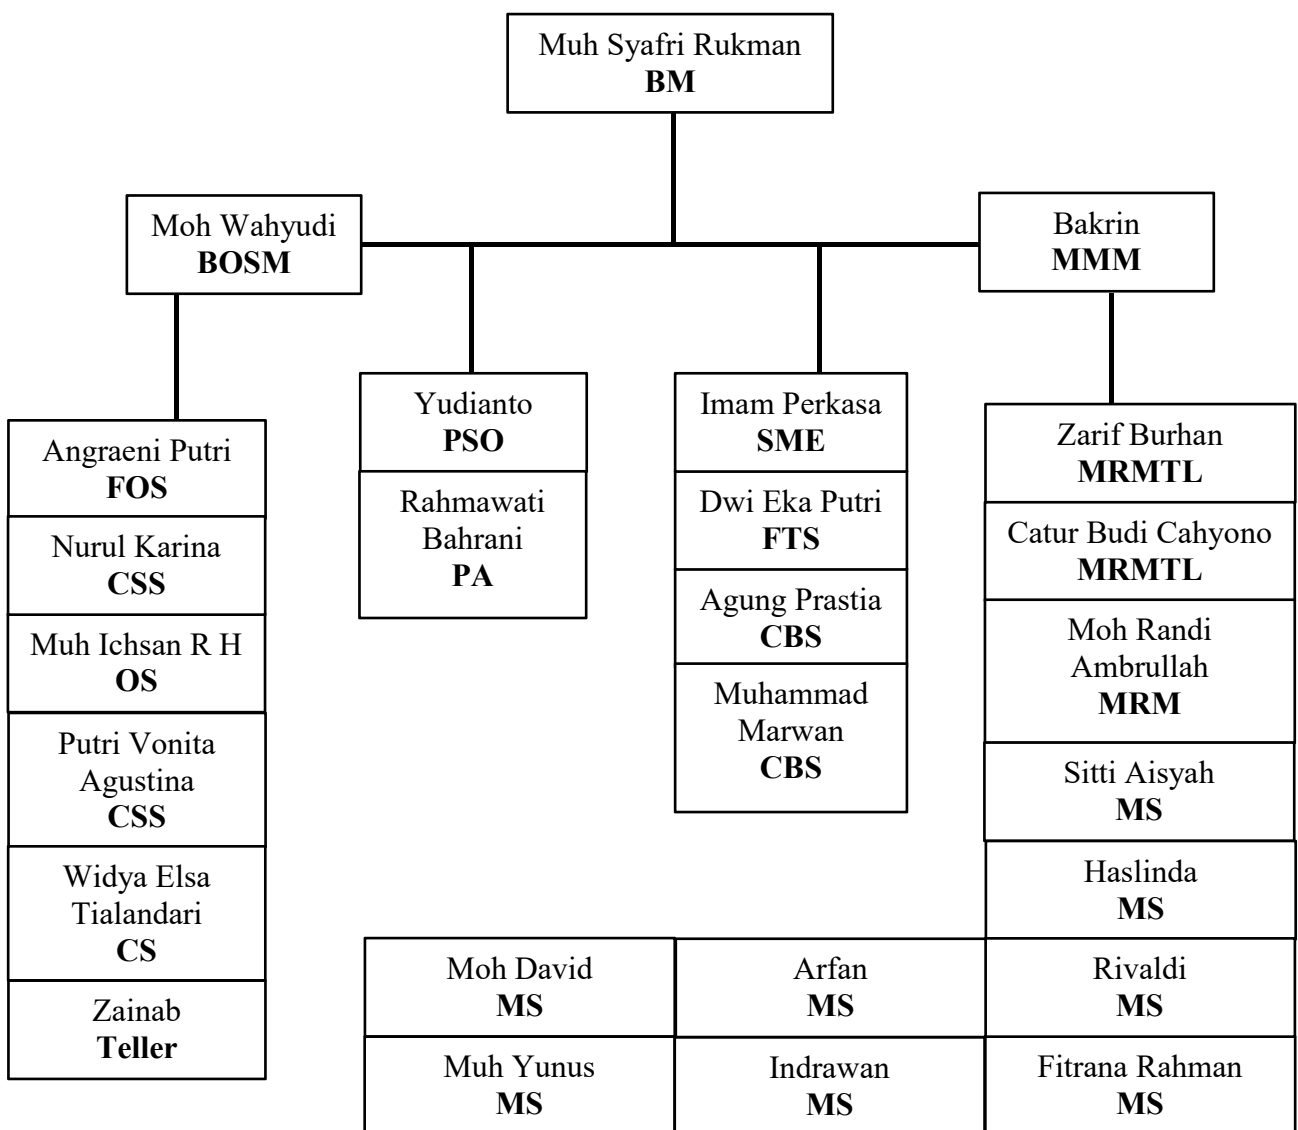 Muh Syafri Rukman
BM
Moh Wahyudi
BOSM
Bakrin
MMM
Angraeni Putri
FOS
Nurul Karina
CSS
Muh Ichsan R H
OS
Putri Vonita
Agustina
CSS
Widya Elsa
Tialandari
CS
Zainab
Teller
Yudianto
PSO
Rahmawati
Bahrani
PA
Imam Perkasa
SME
Dwi Eka Putri
FTS
Agung Prastia
CBS
Muhammad
Marwan
CBS
Zarif Burhan
MRMTL
Catur Budi Cahyono
MRMTL
Moh Randi
Ambrullah
MRM
Sitti Aisyah
MS
Haslinda
MS
Moh David
MS
Arfan
MS
Rivaldi
MS
Muh Yunus
MS
Indrawan
MS
Fitrana Rahman
MS